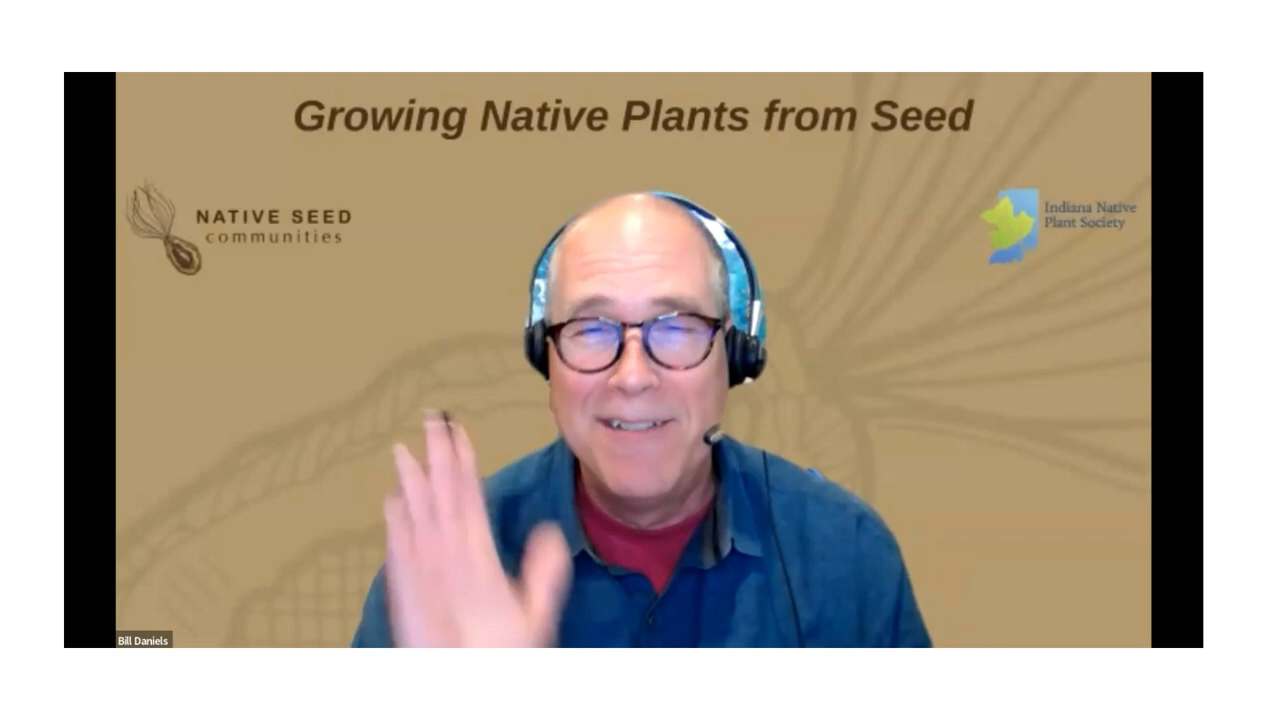 Growing Native Plants from Seed
NATIVE SEED
communities
Indiana Native
Plant Society
Bill Daniels